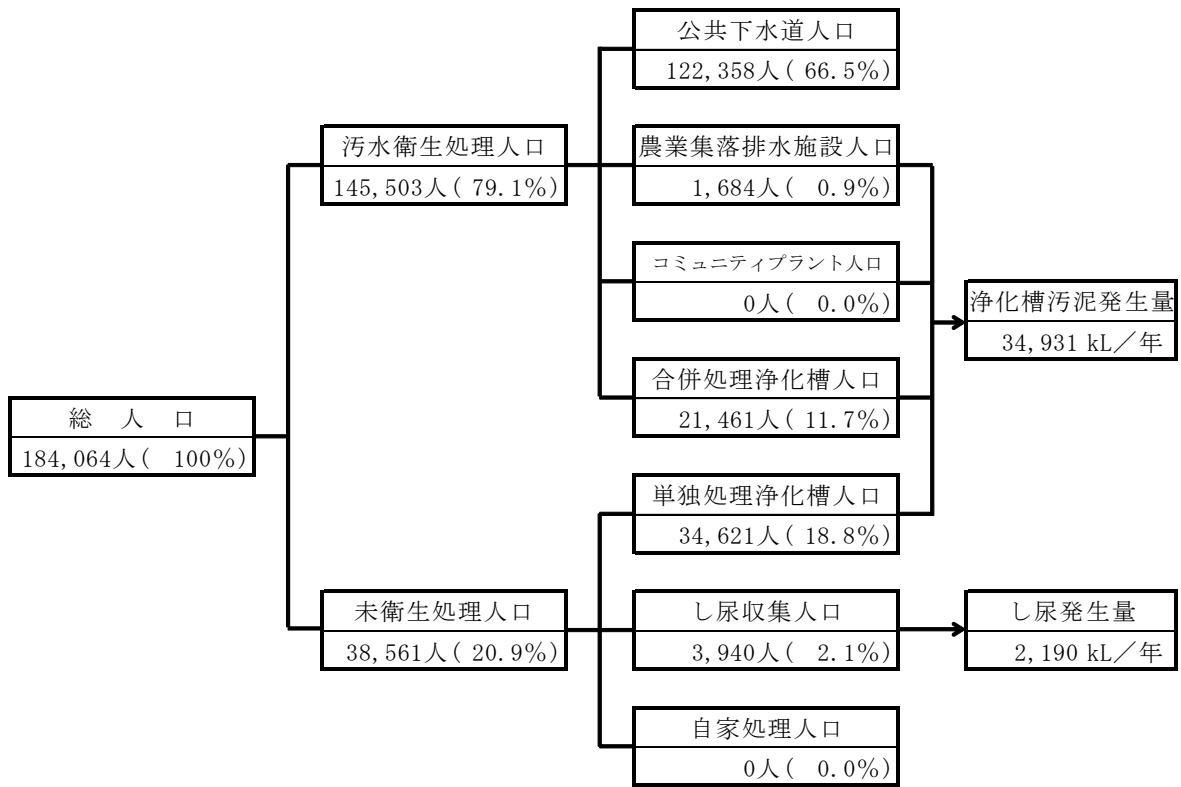 公共下水道人口
122,358人( 66.5%)
汚水衛生処理人口
145,503人( 79.1%)
農業集落排水施設人口
1,684人(  0.9%)
コミュニティプラント人口
0人(  0.0%)
浄化槽汚泥発生量
34,931 kL／年
合併処理浄化槽人口
21,461人( 11.7%)
総　人　口
184,064人(  100%)
単独処理浄化槽人口
34,621人( 18.8%)
未衛生処理人口
38,561人( 20.9%)
し尿収集人口
3,940人(  2.1%)
し尿発生量
2,190 kL／年
自家処理人口
0人(  0.0%)